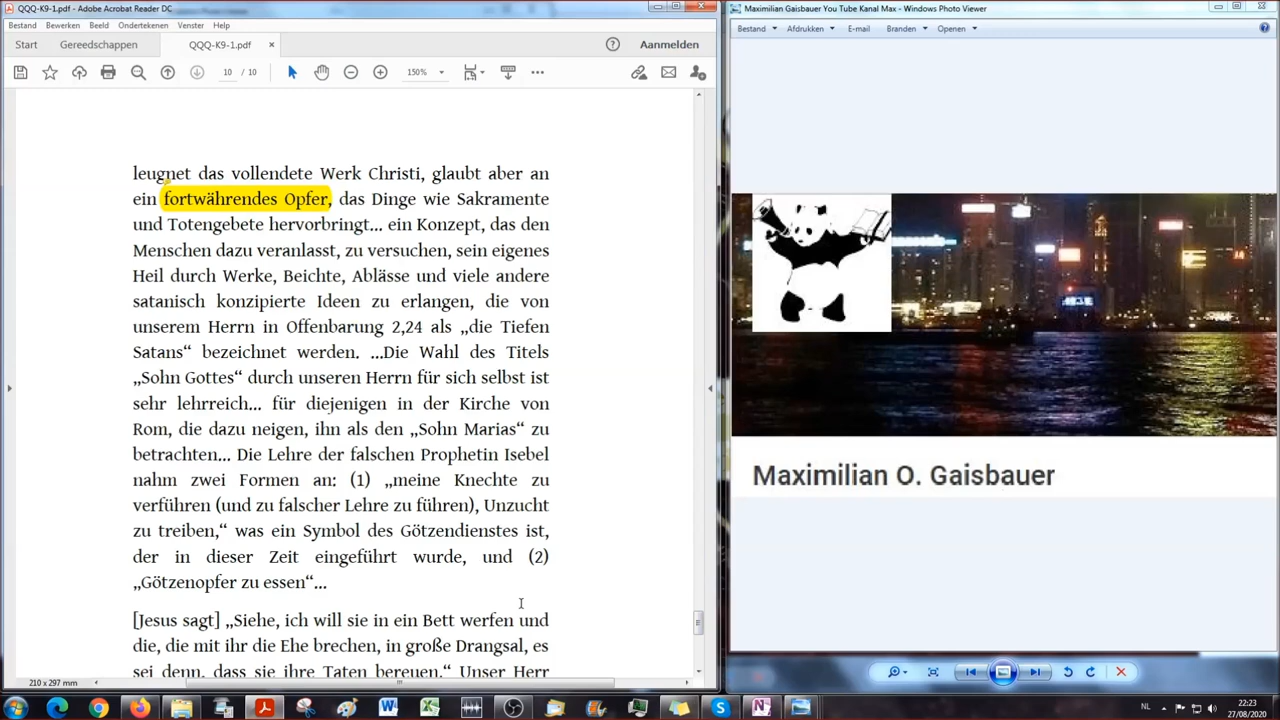 QQQ-K9-1.pdf - Adobe Acrobat Reader DC
Bestand Bewerken Beeld Ondertekenen Venster Help
Start Gereedschappen QQQ-K9-1.pdf × Anmelden
10 / 10 150%
leugnet das vollendete Werk Christi, glaubt aber an
ein fortwährendes Opfer, das Dinge wie Sakramente
und Totengebete hervorbringt... ein Konzept, das den
Menschen dazu veranlasst, zu versuchen, sein eigenes
Heil durch Werke, Beichte, Ablässe und viele andere
satanisch konzipierte Ideen zu erlangen, die von
unserem Herrn in Offenbarung 2,24 als „die Tiefen
Satans“ bezeichnet werden. ...Die Wahl des Titels
„Sohn Gottes“ durch unseren Herrn für sich selbst ist
sehr lehrreich... für diejenigen in der Kirche von
Rom, die dazu neigen, ihn als den „Sohn Marias“ zu
betrachten... Die Lehre der falschen Prophetin Isebel
nahm zwei Formen an: (1) „meine Knechte zu
verführen (und zu falscher Lehre zu führen), Unzucht
zu treiben,“ was ein Symbol des Götzendienstes ist,
der in dieser Zeit eingeführt wurde, und (2)
„Götzenopfer zu essen“...
[Jesus sagt] „Siehe, ich will sie in ein Bett werfen und
die, die mit ihr die Ehe brechen, in große Drangsal, es
sei denn, dass sie ihre Taten bereuen.“ Unser Herr
210 x 297 mm
Maximilian Gaisbauer You Tube Kanal Max - Windows Photo Viewer
Bestand Afdrukken E-mail Branden Openen
Maximilian O. Gaisbauer
NL 22:23
27/08/2020